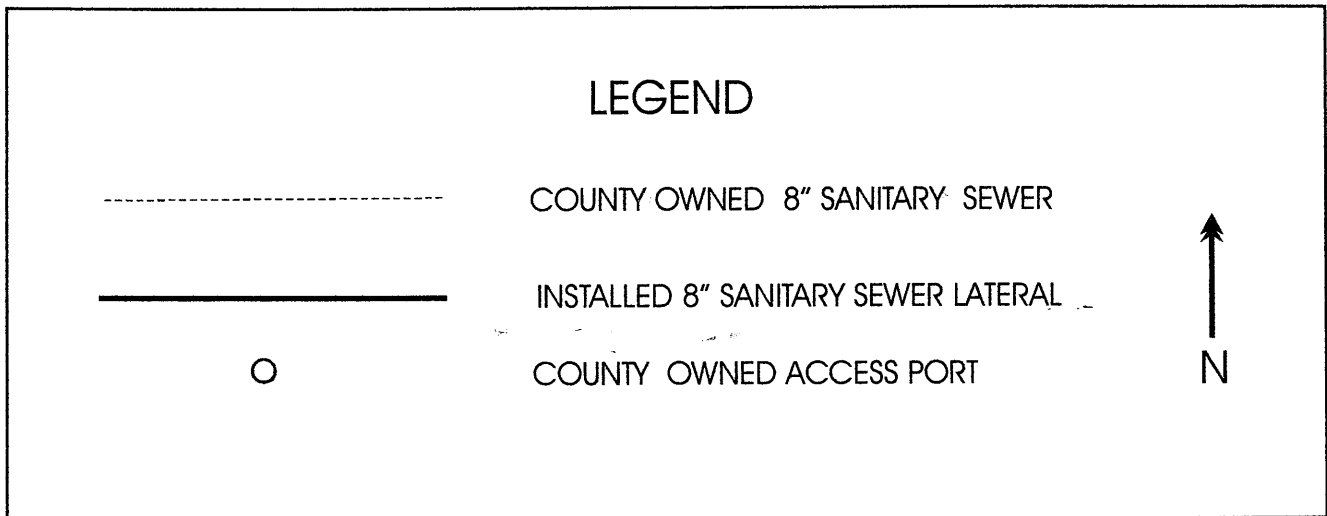 LEGEND
COUNTY OWNED 8" SANITARY SEWER
INSTALLED 8" SANITARY SEWER LATERAL
COUNTY OWNED ACCESS PORT
N